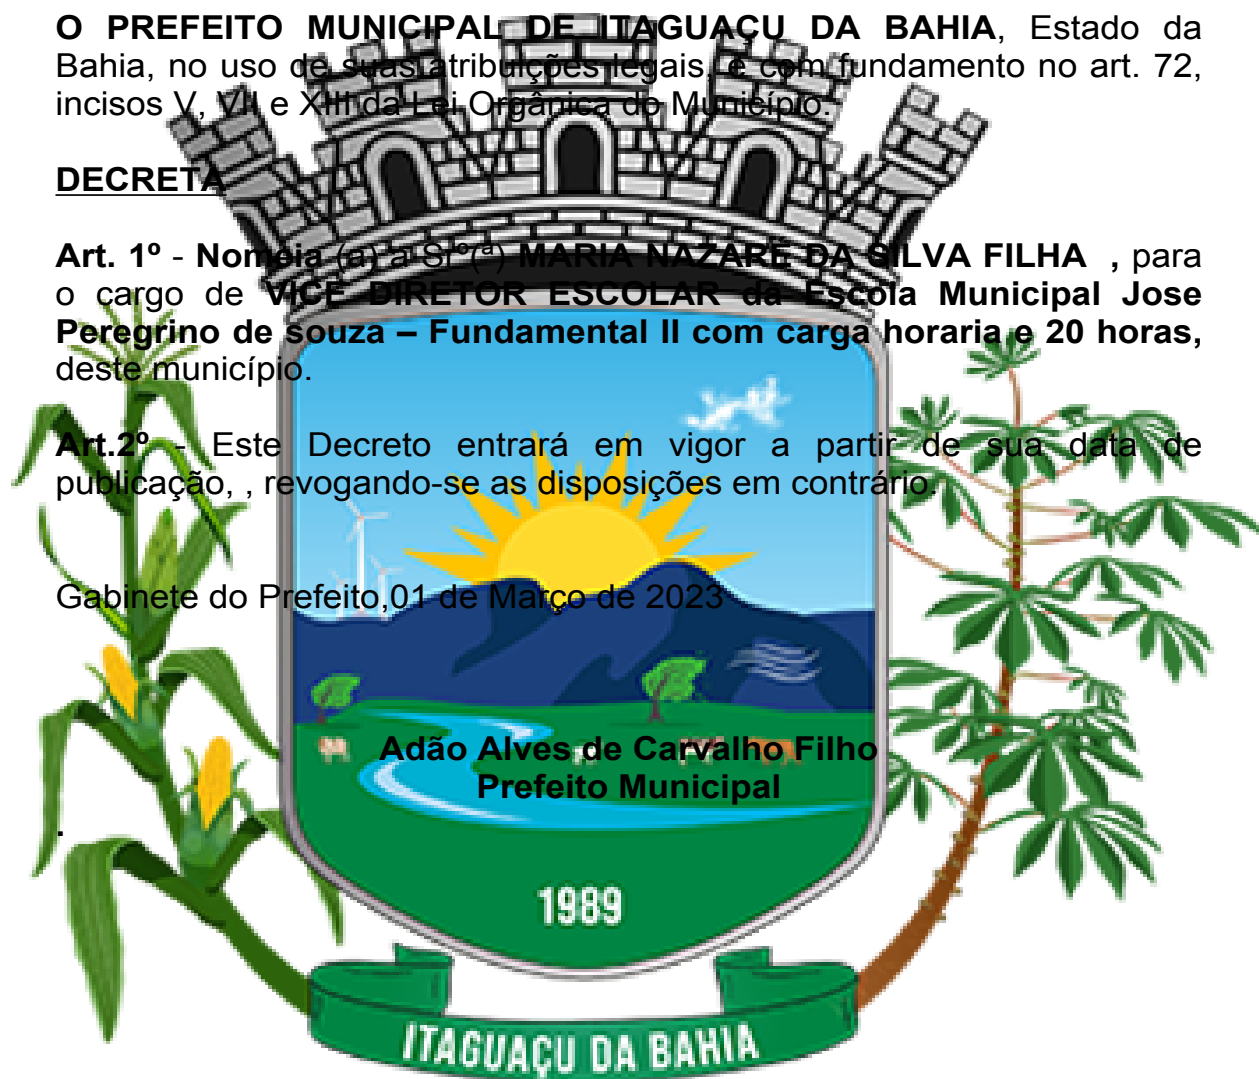 O PREFEITO MUNICIPAL DE ITAGUAÇU DA BAHIA, Estado da
Bahia, no uso de suas atribuições legais, e com fundamento no art. 72,
incisos V, VII e XIII da Lei Orgânica do Município.
DECRETA
Art. 1º - Nomeia (a) a Srº(ª) MARIA NAZARÉ DA SILVA FILHA , para
o cargo de VICE DIRETOR ESCOLAR da Escola Municipal Jose
Peregrino de souza – Fundamental II com carga horaria e 20 horas,
deste município.
Art.2º - Este Decreto entrará em vigor a partir de sua data de
publicação, , revogando-se as disposições em contrário.
Gabinete do Prefeito,01 de Março de 2023
Adão Alves de Carvalho Filho
Prefeito Municipal
.
1989
ITAGUAÇU DA BAHIA